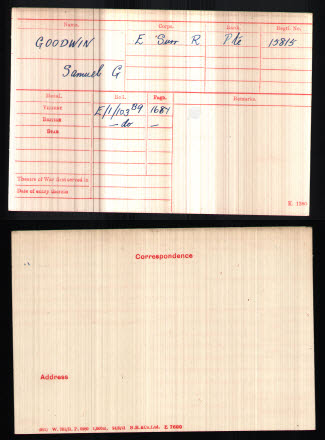 Name. Corps. Rank Regtl. No.
GOODWIN E Surr R Pte 15815
Samuel G
Medal. Roll. Page. Remarks.
VICTORY E/1/103 B9 1687
BRITISH —do— —
STAR
Theatre of War first served in
Date of entry therein
K. 1380
Correspondence
Address